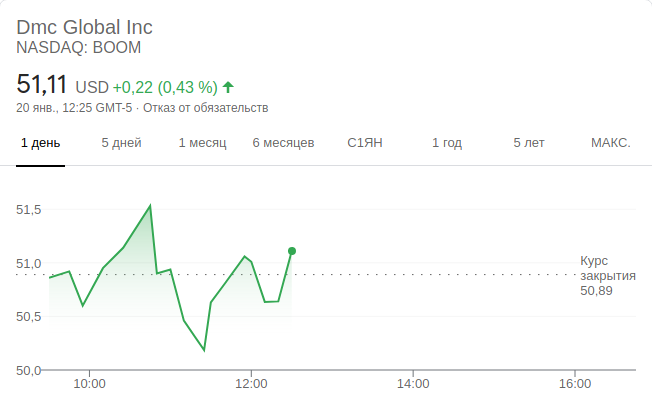 Dmc Global Inc
NASDAQ: BOOM
51,11 USD +0,22 (0,43 %)
20 янв., 12:25 GMT-5 · Отказ от обязательств
1 день 5 дней 1 месяц 6 месяцев С1ЯН 1 год 5 лет МАКС.
51,5
51,0
50,5
50,0
Курс
закрытия
50,89
10:00 12:00 14:00 16:00